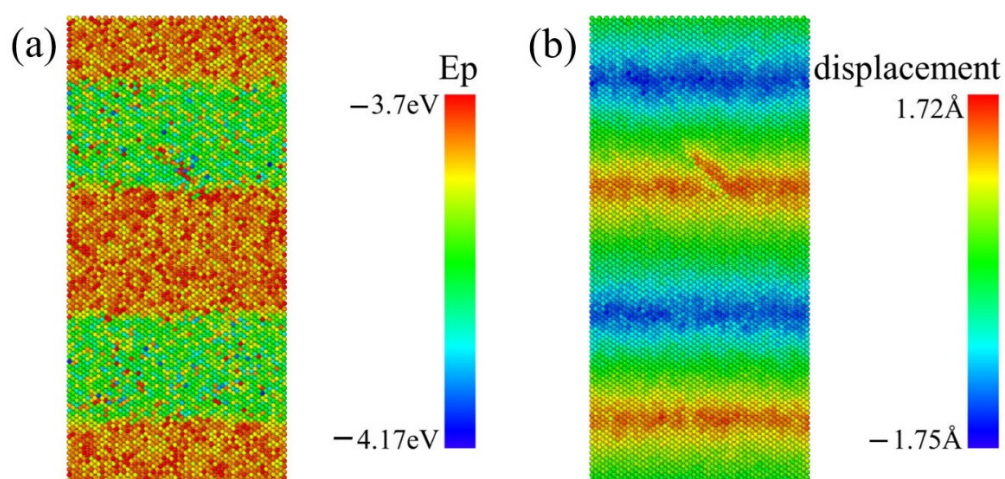 (a)
Ep
−3.7eV
−4.17eV
(b)
displacement
1.72Å
−1.75Å